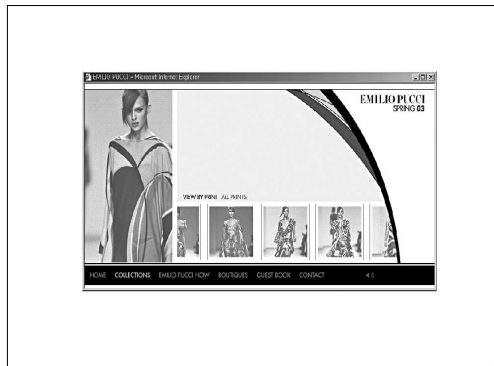 EMILIO PUCCI - Microsoft Internet Explorer
EMILIO PUCCI
SPRING 03
VIEW BY PRINT ALL PRINTS
HOME COLLECTIONS EMILIO PUCCI NOW BOUTIQUES GUEST BOOK CONTACT